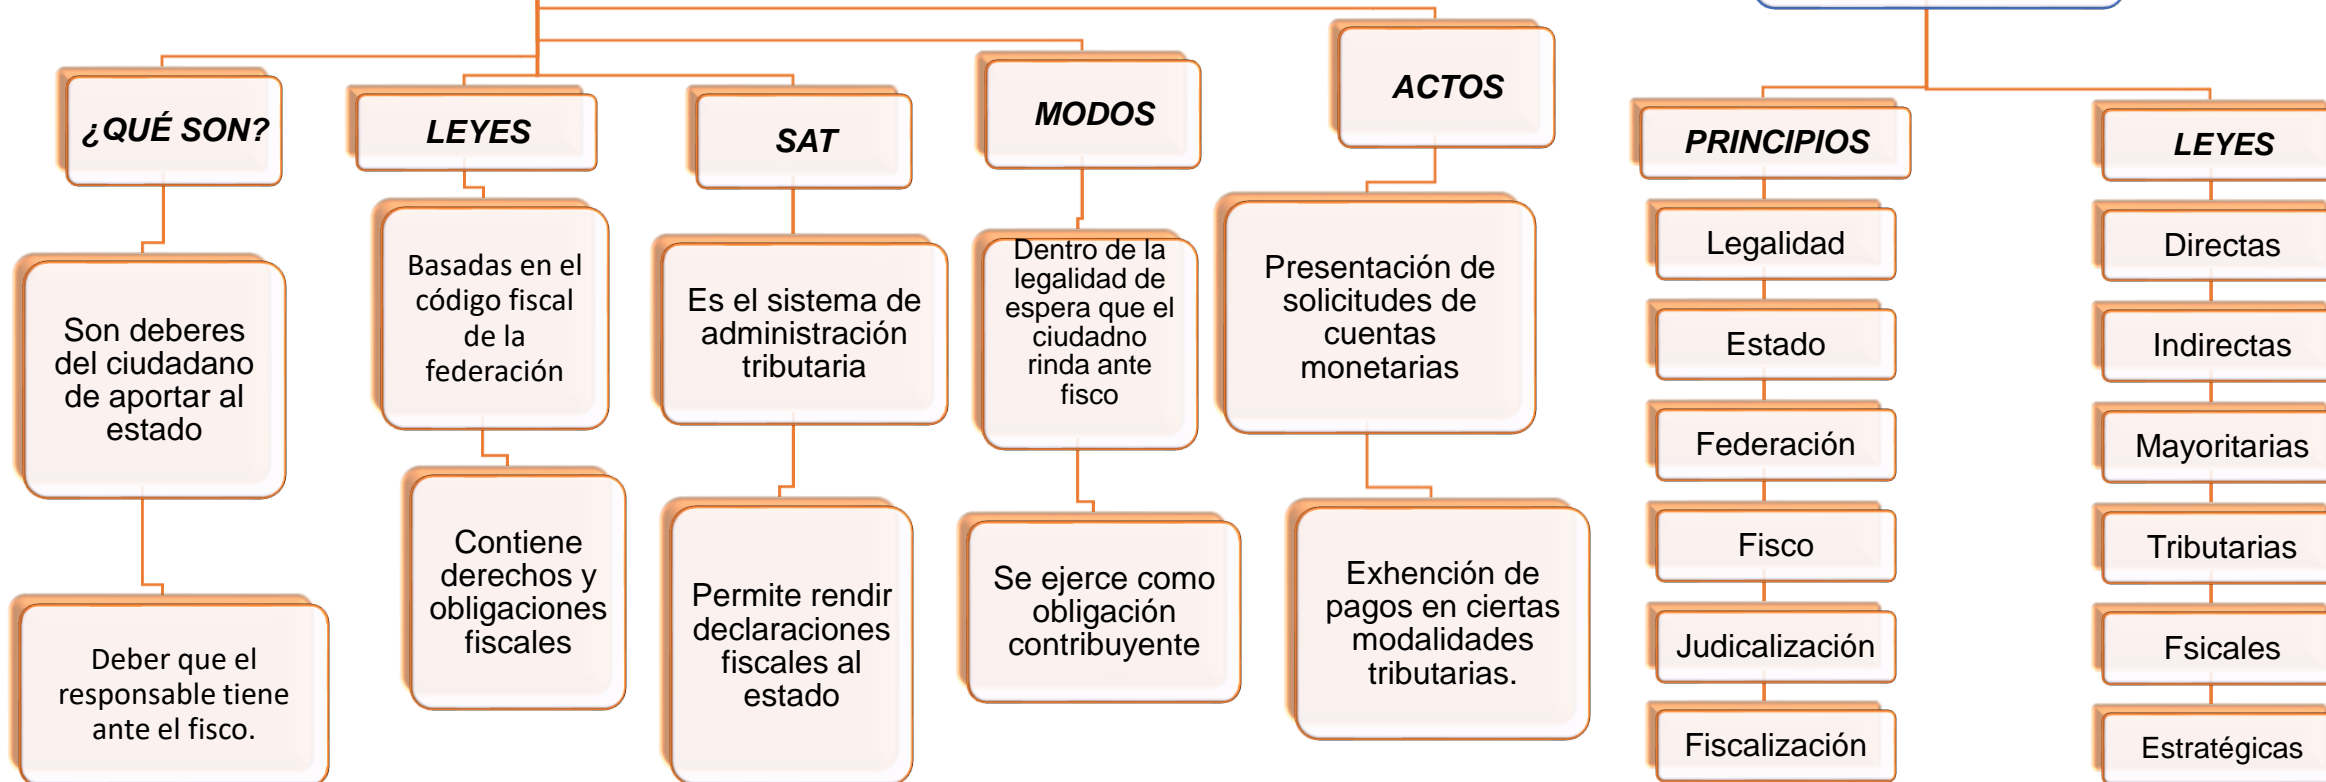 ¿QUÉ SON?
Son deberes
del ciudadano
de aportar al
estado
Deber que el
responsable tiene
ante el fisco.
LEYES
Basadas en el
código fiscal
de la
federación
Contiene
derechos y
obligaciones
fiscales
SAT
Es el sistema de
administración
tributaria
Permite rendir
declaraciones
fiscales al
estado
MODOS
Dentro de la
legalidad de
espera que el
ciudadno
rinda ante
fisco
Se ejerce como
obligación
contribuyente
ACTOS
Presentación de
solicitudes de
cuentas
monetarias
Exhención de
pagos en ciertas
modalidades
tributarias.
PRINCIPIOS
Legalidad
Estado
Federación
Fisco
Judicalización
Fiscalización
LEYES
Directas
Indirectas
Mayoritarias
Tributarias
Fsicales
Estratégicas